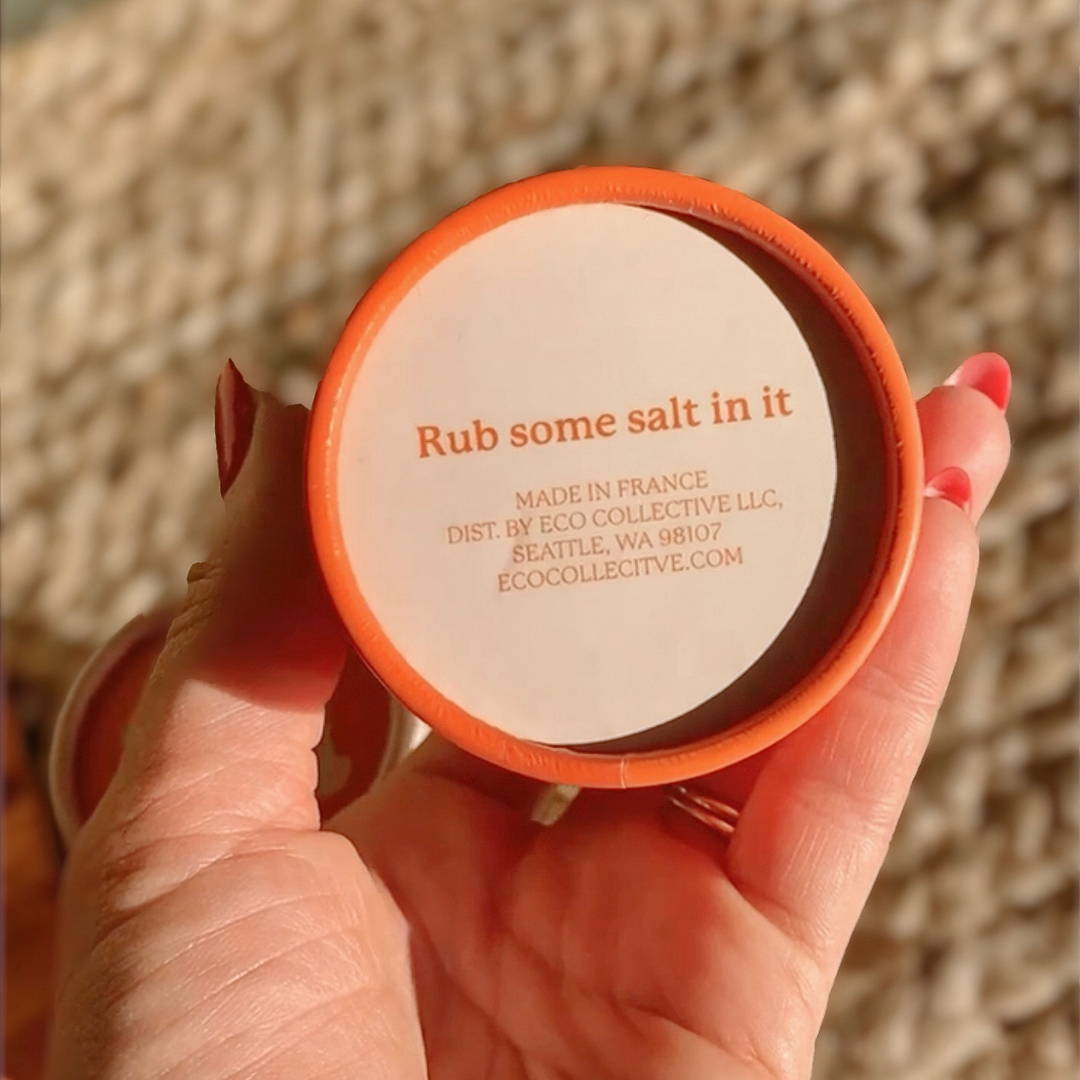 Rub some salt in it
MADE IN FRANCE
DIST. BY ECO COLLECTIVE LLC,
SEATTLE, WA 98107
ECOCOLLECITVE.COM